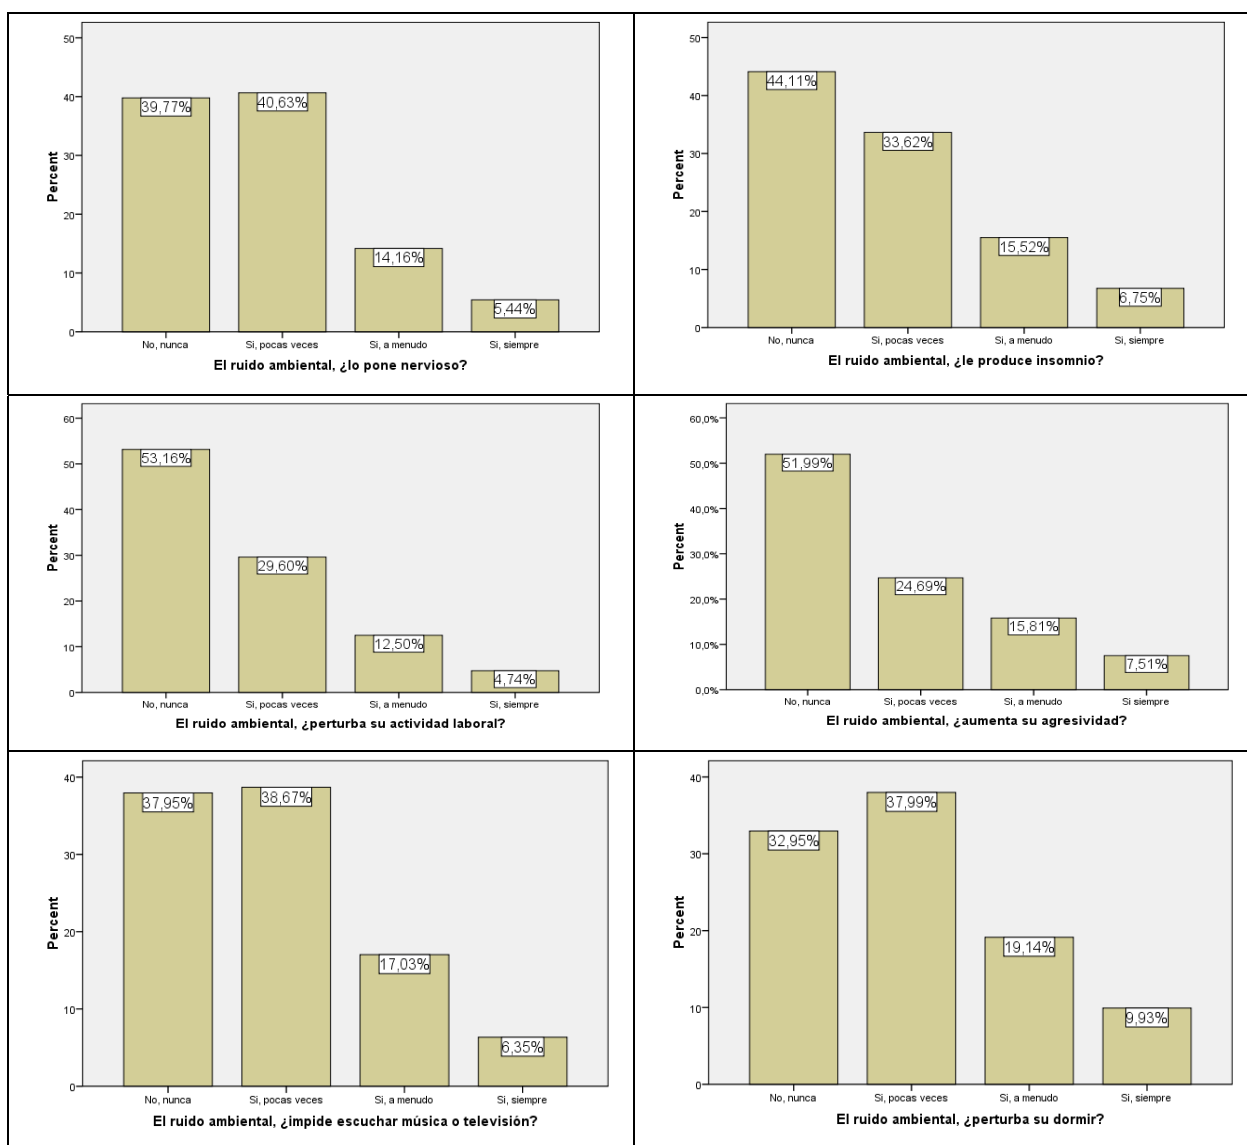 50
40
30
20
10
0
Percent
39,77%
40,63%
14,16%
5,44%
No, nunca
Si, pocas veces
Si, a menudo
Si, siempre
El ruido ambiental, ¿lo pone nervioso?
50
40
30
20
10
0
Percent
44,11%
33,62%
15,52%
6,75%
No, nunca
Si, pocas veces
Si, a menudo
Si, siempre
El ruido ambiental, ¿le produce insomnio?
60
50
40
30
20
10
0
Percent
53,16%
29,60%
12,50%
4,74%
No, nunca
Si, pocas veces
Si, a menudo
Si, siempre
El ruido ambiental, ¿perturba su actividad laboral?
60,0%
50,0%
40,0%
30,0%
20,0%
10,0%
0,0%
Percent
51,99%
24,69%
15,81%
7,51%
No, nunca
Si, pocas veces
Si, a menudo
Si siempre
El ruido ambiental, ¿aumenta su agresividad?
40
30
20
10
0
Percent
37,95%
38,67%
17,03%
6,35%
No, nunca
Si, pocas veces
Si, a menudo
Si, siempre
El ruido ambiental, ¿impide escuchar música o televisión?
40
30
20
10
0
Percent
32,95%
37,99%
19,14%
9,93%
No, nunca
Si, pocas veces
Si, a menudo
Si, siempre
El ruido ambiental, ¿perturba su dormir?